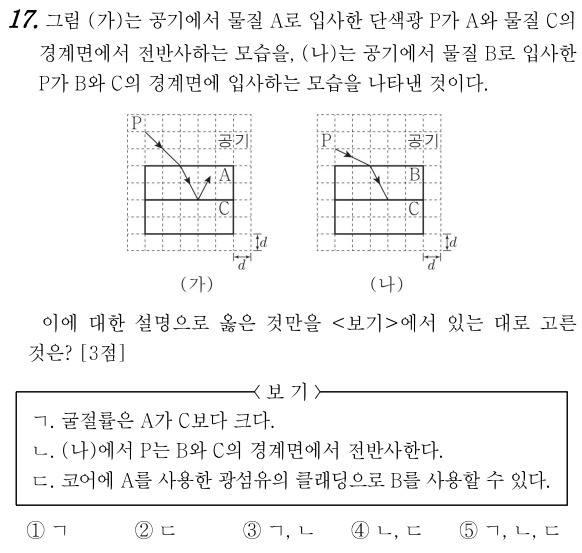 17. 그림 (가)는 공기에서 물질 A로 입사한 단색광 P가 A와 물질 C의
경계면에서 전반사하는 모습을, (나)는 공기에서 물질 B로 입사한
P가 B와 C의 경계면에 입사하는 모습을 나타낸 것이다.
P 공기
A
C
d
d
(가)
P 공기
B
C
d
d
(나)
이에 대한 설명으로 옳은 것만을 <보기>에서 있는 대로 고른
것은? [3점]
<보 기>
ㄱ. 굴절률은 A가 C보다 크다.
ㄴ. (나)에서 P는 B와 C의 경계면에서 전반사한다.
ㄷ. 코어에 A를 사용한 광섬유의 클래딩으로 B를 사용할 수 있다.
① ㄱ ② ㄷ ③ ㄱ, ㄴ ④ ㄴ, ㄷ ⑤ ㄱ, ㄴ, ㄷ